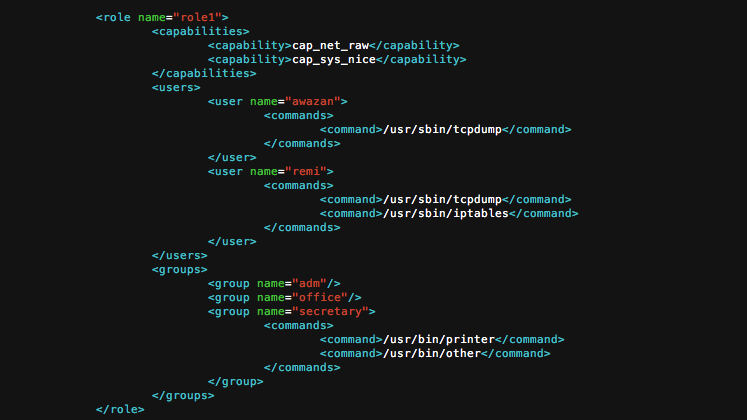 <role name="role1">
<capabilities>
<capability>cap_net_raw</capability>
<capability>cap_sys_nice</capability>
</capabilities>
<users>
<user name="awazan">
<commands>
<command>/usr/sbin/tcpdump</command>
</commands>
</user>
<user name="remi">
<commands>
<command>/usr/sbin/tcpdump</command>
<command>/usr/sbin/iptables</command>
</commands>
</user>
</users>
<groups>
<group name="adm"/>
<group name="office"/>
<group name="secretary">
<commands>
<command>/usr/bin/printer</command>
<command>/usr/bin/other</command>
</commands>
</group>
</groups>
</role>